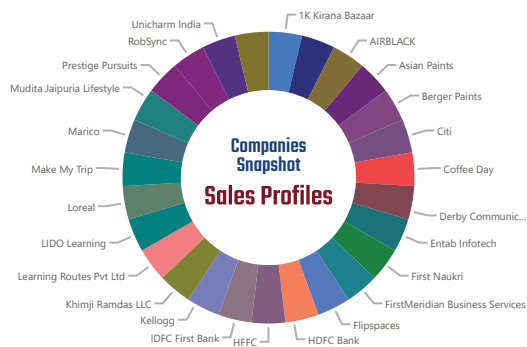 Companies
Snapshot
Sales Profiles
1K Kirana Bazaar
AIRBLACK
Asian Paints
Berger Paints
Citi
Coffee Day
Derby Communic...
Entab Infotech
First Naukri
FirstMeridian Business Services
Flipspaces
HDFC Bank
HFFC
IDFC First Bank
Kellogg
Khimji Ramdas LLC
Learning Routes Pvt Ltd
LIDO Learning
Loreal
Make My Trip
Marico
Mudita Jaipuria Lifestyle
Prestige Pursuits
RobSync
Unicharm India